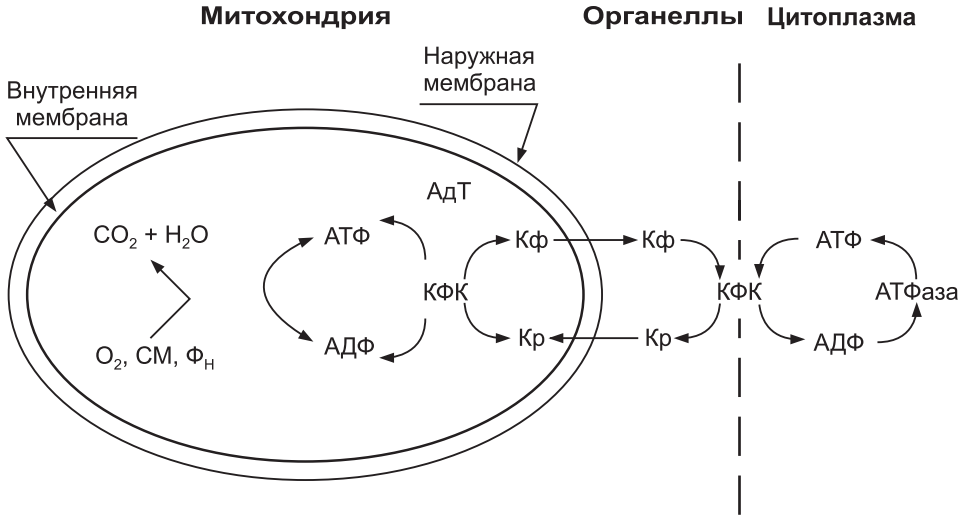 Митохондрия
Органеллы
Цитоплазма
Внутренняя
мембрана
Наружная
мембрана
АдТ
CO₂ + H₂O
АТФ
Кф
Кф
АТФ
КФК
КФК
АТФаза
O₂, СМ, Фн
АДФ
Кр
Кр
АДФ